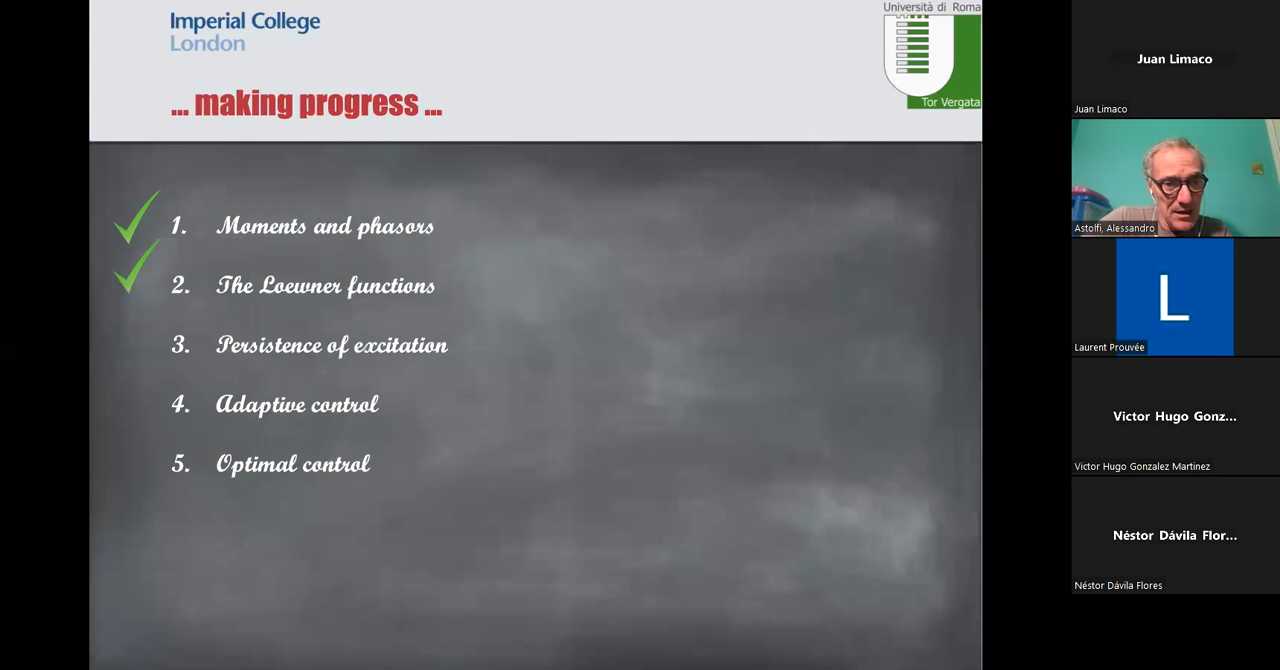 Imperial College
London
Università di Roma
Tor Vergata
... making progress ...
1. Moments and phasors
2. The Loewner functions
3. Persistence of excitation
4. Adaptive control
5. Optimal control
Juan Limaco
Juan Limaco
Astolfi, Alessandro
L
Laurent Prouvée
Victor Hugo Gonz...
Victor Hugo Gonzalez Martinez
Néstor Dávila Flor...
Néstor Dávila Flores